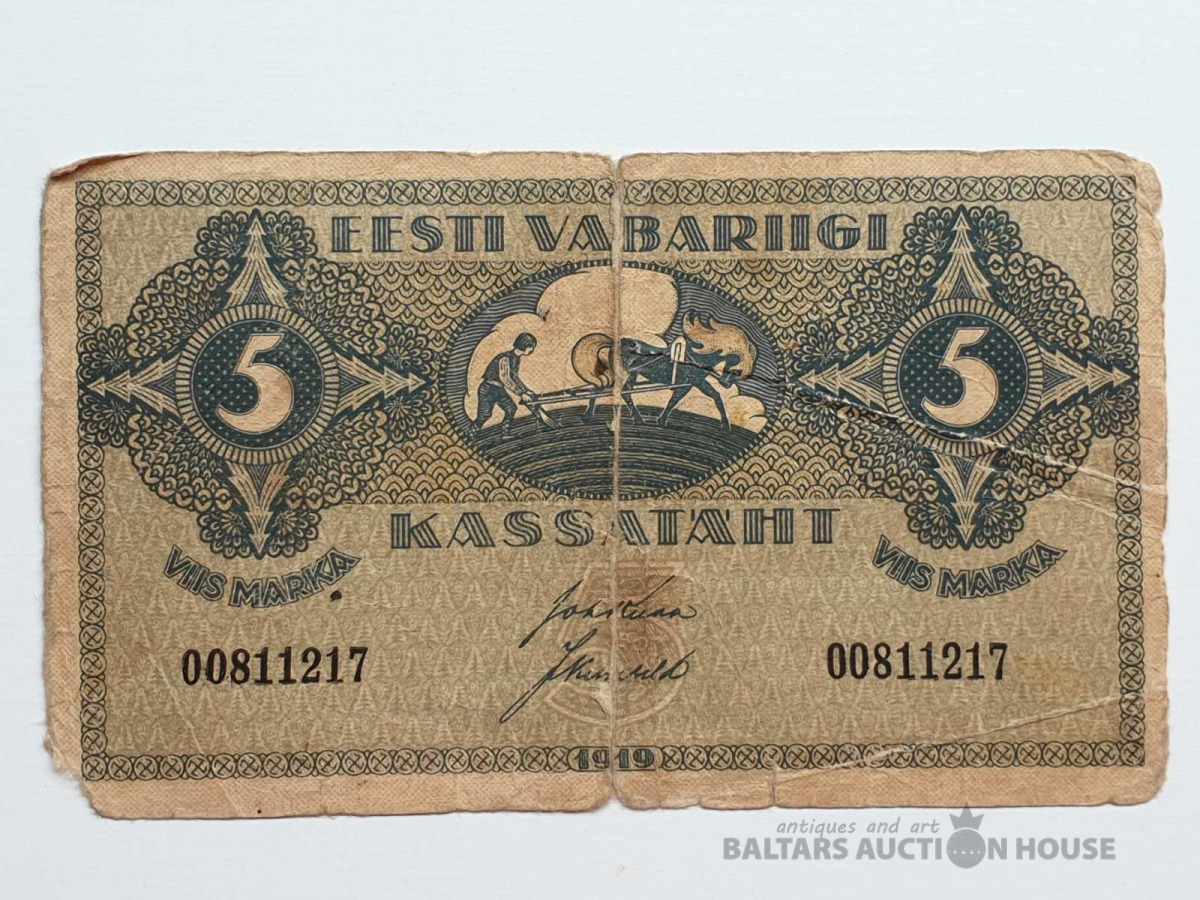 EESTI VABARIIGI
5 5
KASSATÄHT
VIIS MARKA VIIS MARKA
00811217 00811217
1919
antiques and art
BALTARS AUCTION HOUSE